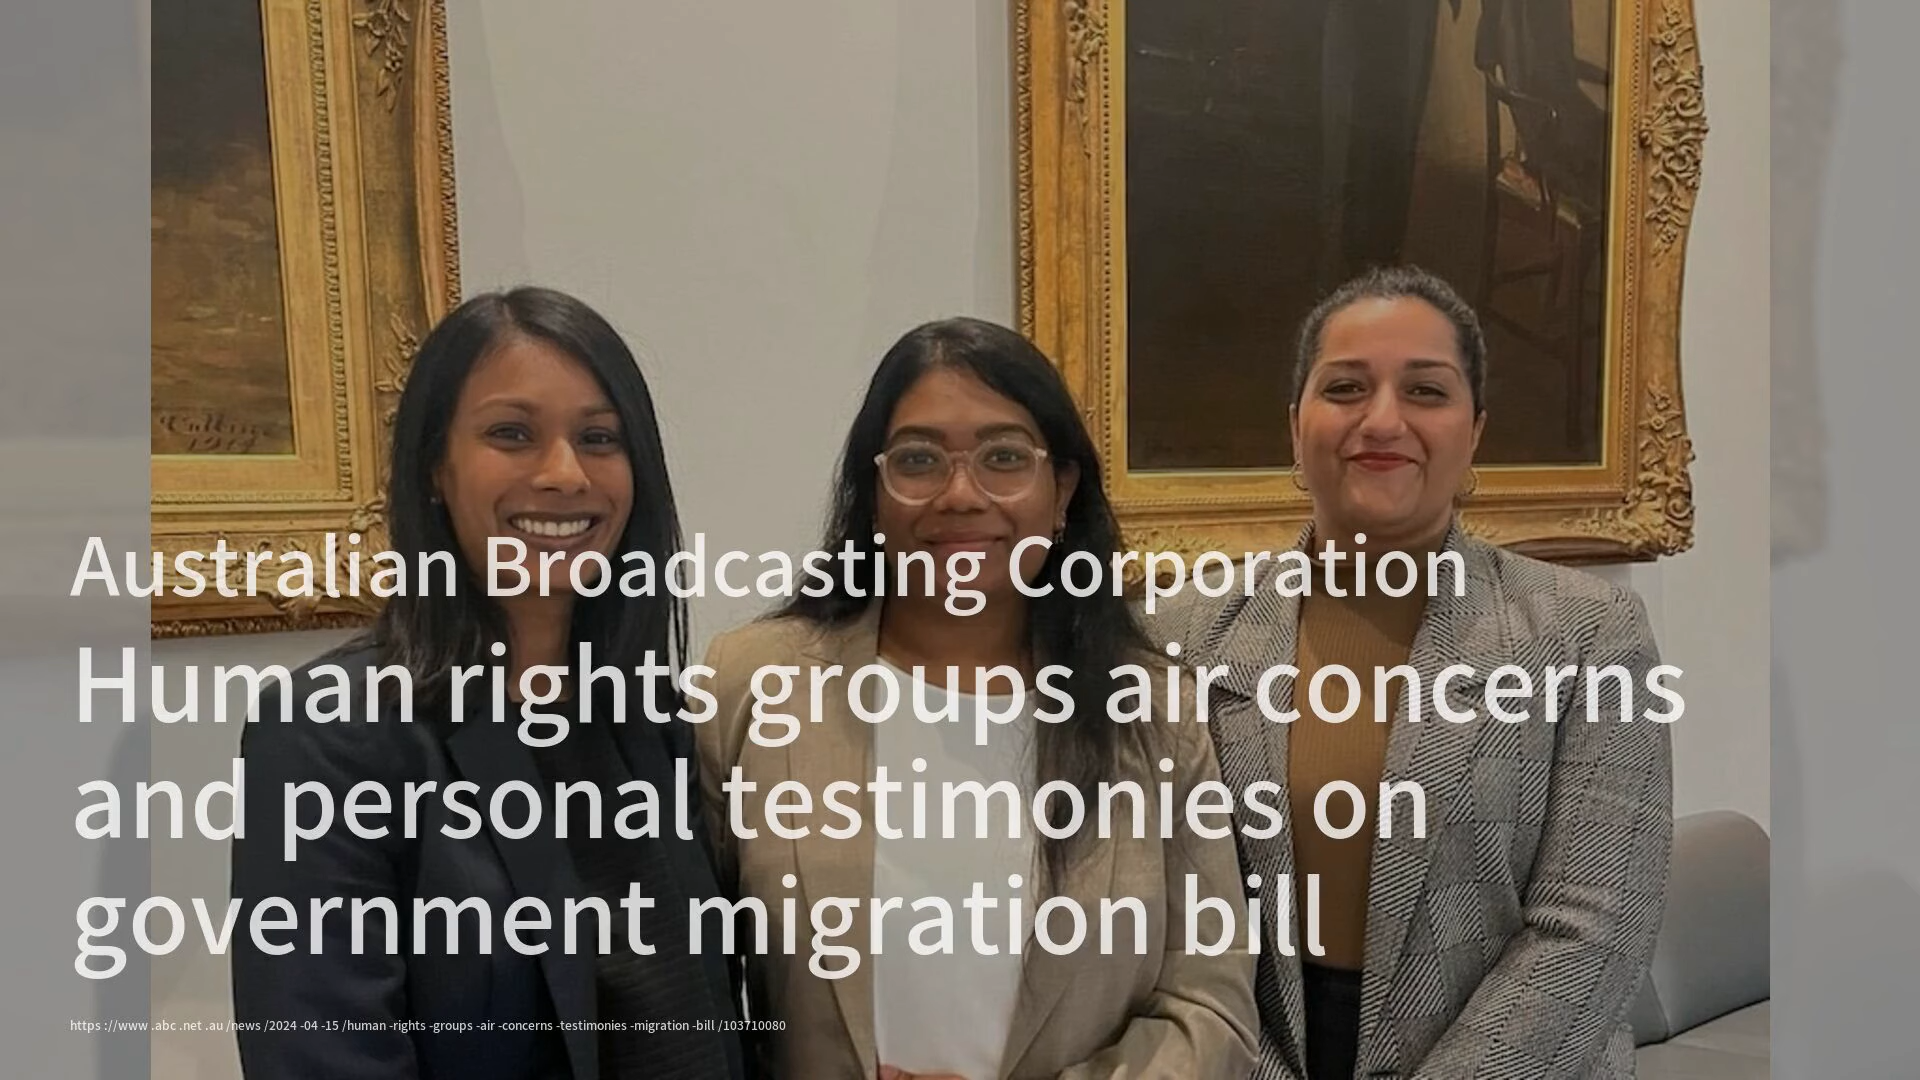 Australian Broadcasting Corporation
Human rights groups air concerns
and personal testimonies on
government migration bill
https://www.abc.net.au/news/2024-04-15/human-rights-groups-air-concerns-testimonies-migration-bill/103710080